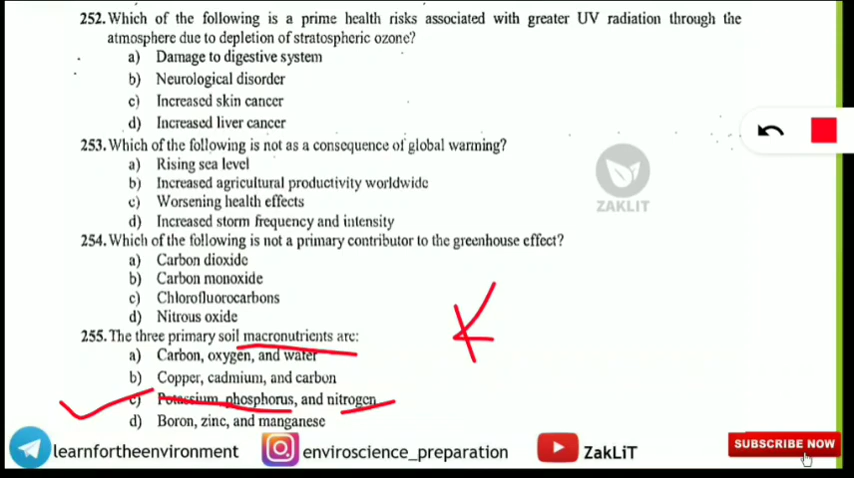 252. Which of the following is a prime health risks associated with greater UV radiation through the
atmosphere due to depletion of stratospheric ozone?
a) Damage to digestive system
b) Neurological disorder
c) Increased skin cancer
d) Increased liver cancer
253. Which of the following is not as a consequence of global warming?
a) Rising sea level
b) Increased agricultural productivity worldwide
c) Worsening health effects
d) Increased storm frequency and intensity
254. Which of the following is not a primary contributor to the greenhouse effect?
a) Carbon dioxide
b) Carbon monoxide
c) Chlorofluorocarbons
d) Nitrous oxide
255. The three primary soil macronutrients are:
a) Carbon, oxygen, and water
b) Copper, cadmium, and carbon
c) Potassium, phosphorus, and nitrogen
d) Boron, zinc, and manganese
K
ZAKLIT
learnfortheenvironment
enviroscience_preparation
ZakLiT
SUBSCRIBE NOW